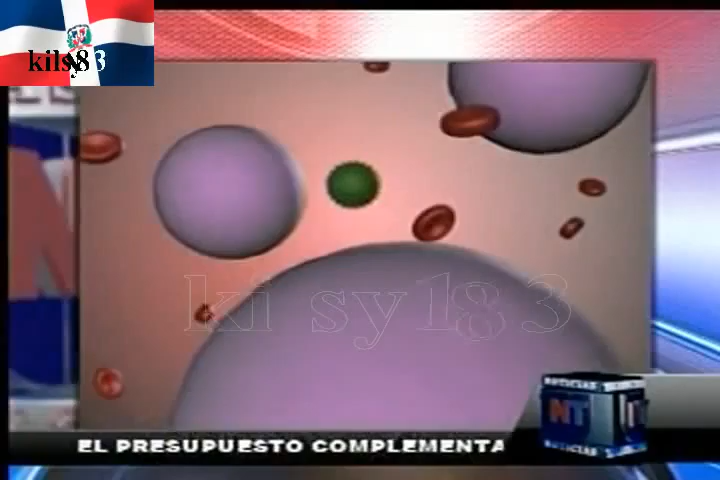 kilsy83
kilsy183
EL PRESUPUESTO COMPLEMENTA
NOTICIAS
NT
NOTICIAS